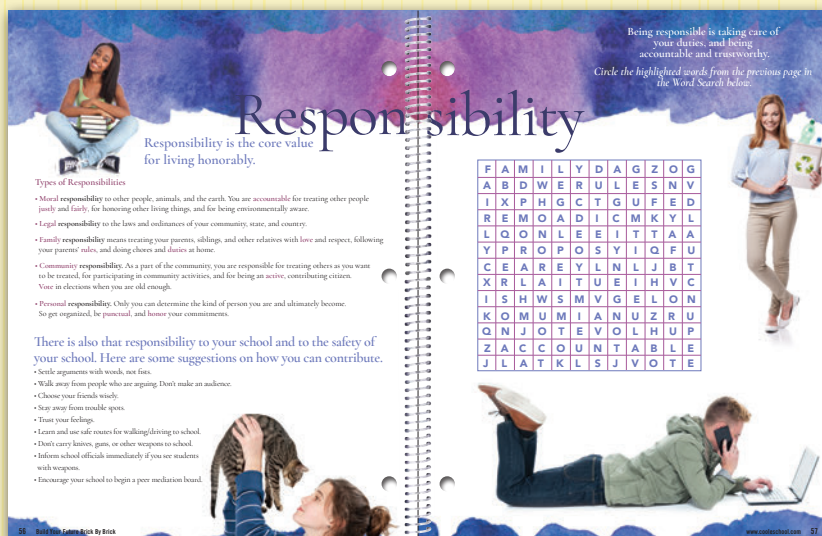 Responsibility
Responsibility is the core value
for living honorably.
Types of Responsibilities
• Moral responsibility to other people, animals, and the earth. You are accountable for treating other people
justly and fairly, for honoring other living things, and for being environmentally aware.
• Legal responsibility to the laws and ordinances of your community, state, and country.
• Family responsibility means treating your parents, siblings, and other relatives with love and respect, following
your parents' rules, and doing chores and duties at home.
• Community responsibility. As a part of the community, you are responsible for treating others as you want
to be treated, for participating in community activities, and for being an active, contributing citizen.
Vote in elections when you are old enough.
• Personal responsibility. Only you can determine the kind of person you are and ultimately become.
So get organized, be punctual, and honor your commitments.
There is also that responsibility to your school and to the safety of
your school. Here are some suggestions on how you can contribute.
• Settle arguments with words, not fists.
• Walk away from people who are arguing. Don't make an audience.
• Choose your friends wisely.
• Stay away from trouble spots.
• Trust your feelings.
• Learn and use safe routes for walking/driving to school.
• Don't carry knives, guns, or other weapons to school.
• Inform school officials immediately if you see students
with weapons.
• Encourage your school to begin a peer mediation board.
56 Build Your Future Brick By Brick
Being responsible is taking care of
your duties, and being
accountable and trustworthy.
Circle the highlighted words from the previous page in
the Word Search below.
F A M I L Y D A G Z O G
A B D W E R U L E S N V
I X P H G C T G U F E D
R E M O A D I C M K Y L
L Q O N L E E I T T A A
Y P R O P O S Y I Q F U
C E A R E Y L N L J B T
X R L A I T U E I H V C
I S H W S M V G E L O N
K O M U M I A N U Z R U
Q N J O T E V O L H U P
Z A C C O U N T A B L E
J L A T K L S J V O T E
57